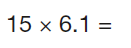 15 × 6.1 =